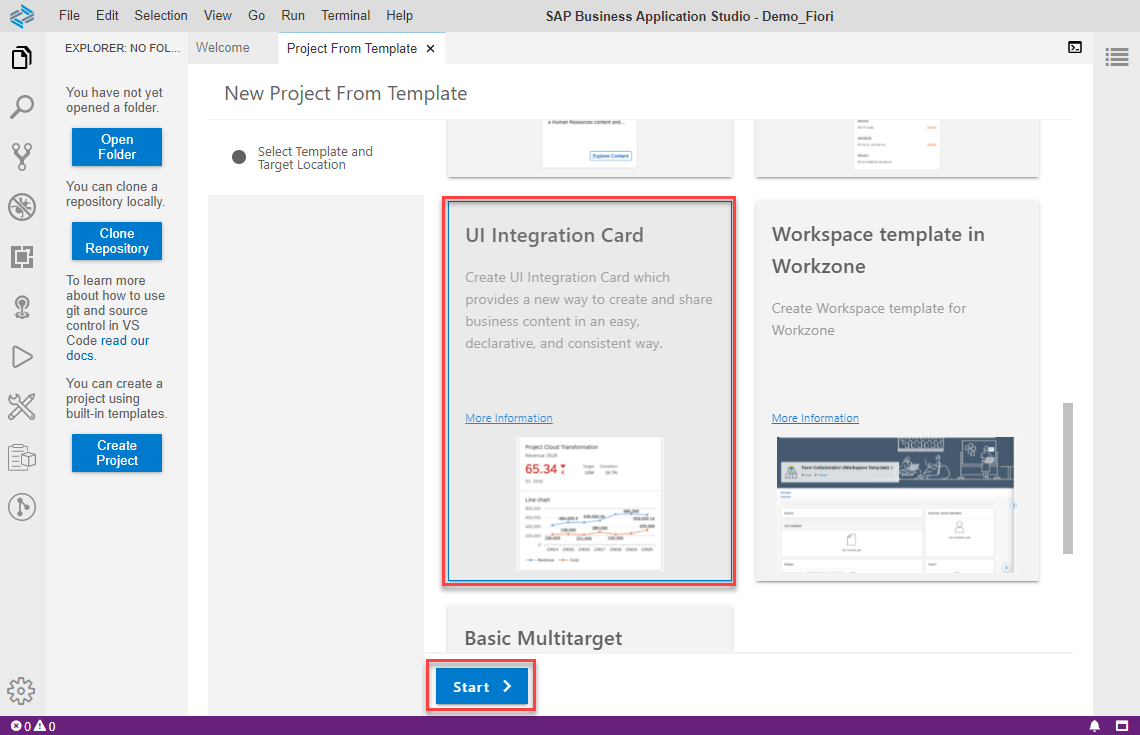 File Edit Selection View Go Run Terminal Help
SAP Business Application Studio - Demo_Fiori
EXPLORER: NO FOL...
Welcome
Project From Template
You have not yet
opened a folder.
Open
Folder
You can clone a
repository locally.
Clone
Repository
To learn more
about how to use
git and source
control in VS
Code read our
docs.
You can create a
project using
built-in templates.
Create
Project
New Project From Template
Select Template and
Target Location
a Human Resources content and...
Explore Content
UI Integration Card
Create UI Integration Card which
provides a new way to create and share
business content in an easy,
declarative, and consistent way.
More Information
Project Cloud Transformation
Revenue | EUR
65.34
Target
Deviation
Line chart
Revenue
Cost
Workspace template in
Workzone
Create Workspace template for
Workzone
More Information
Team Collaboration (Workspace Template)
Basic Multitarget
Start
0 0